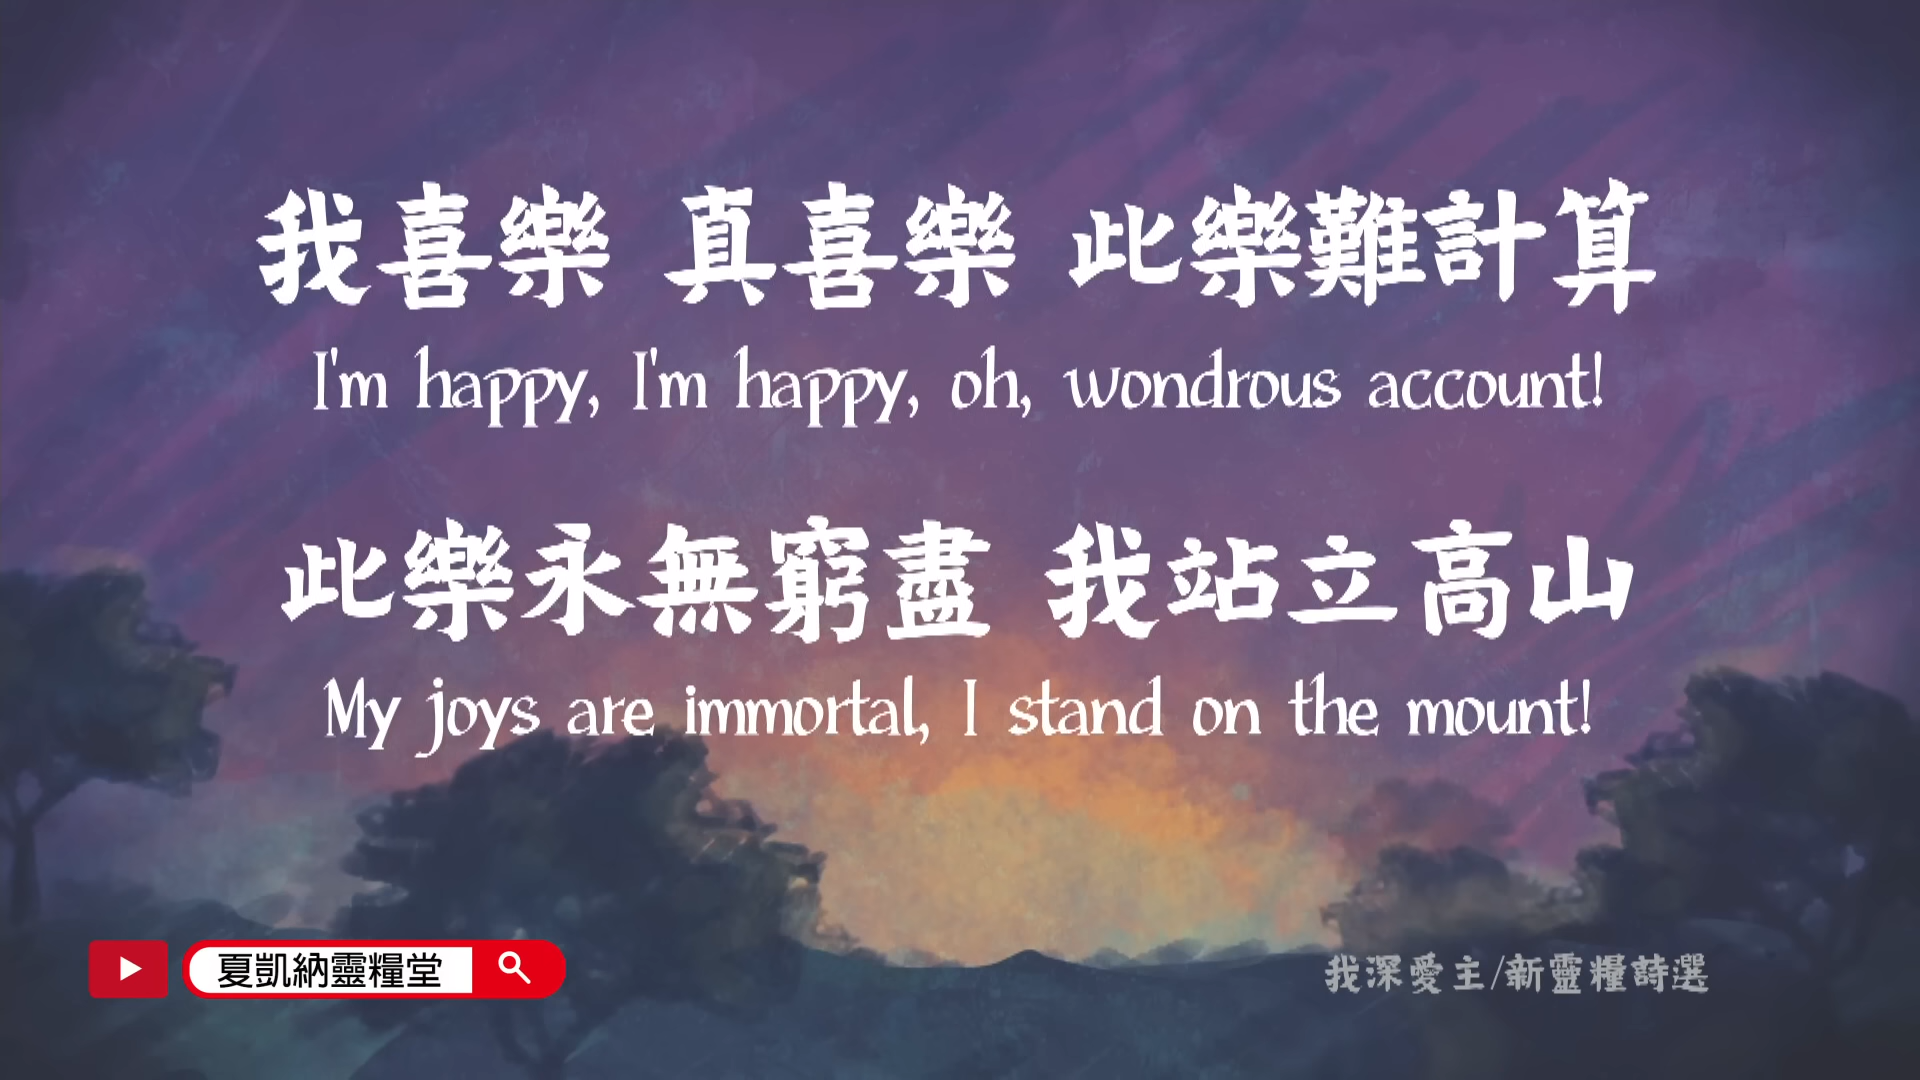 我喜樂 真喜樂 此樂難計算
I'm happy, I'm happy, oh, wondrous account!
此樂永無窮盡 我站立高山
My joys are immortal, I stand on the mount!
夏凱納靈糧堂
我深愛主/新靈糧詩選